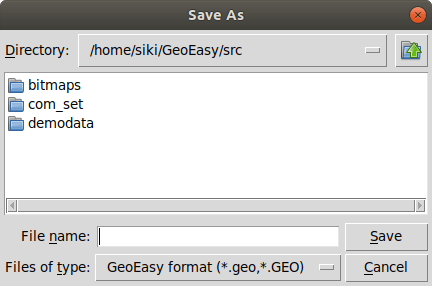 Save As
Directory: /home/siki/GeoEasy/src
bitmaps
com_set
demodata
File name: Save
Files of type: GeoEasy format (*.geo,*.GEO) Cancel